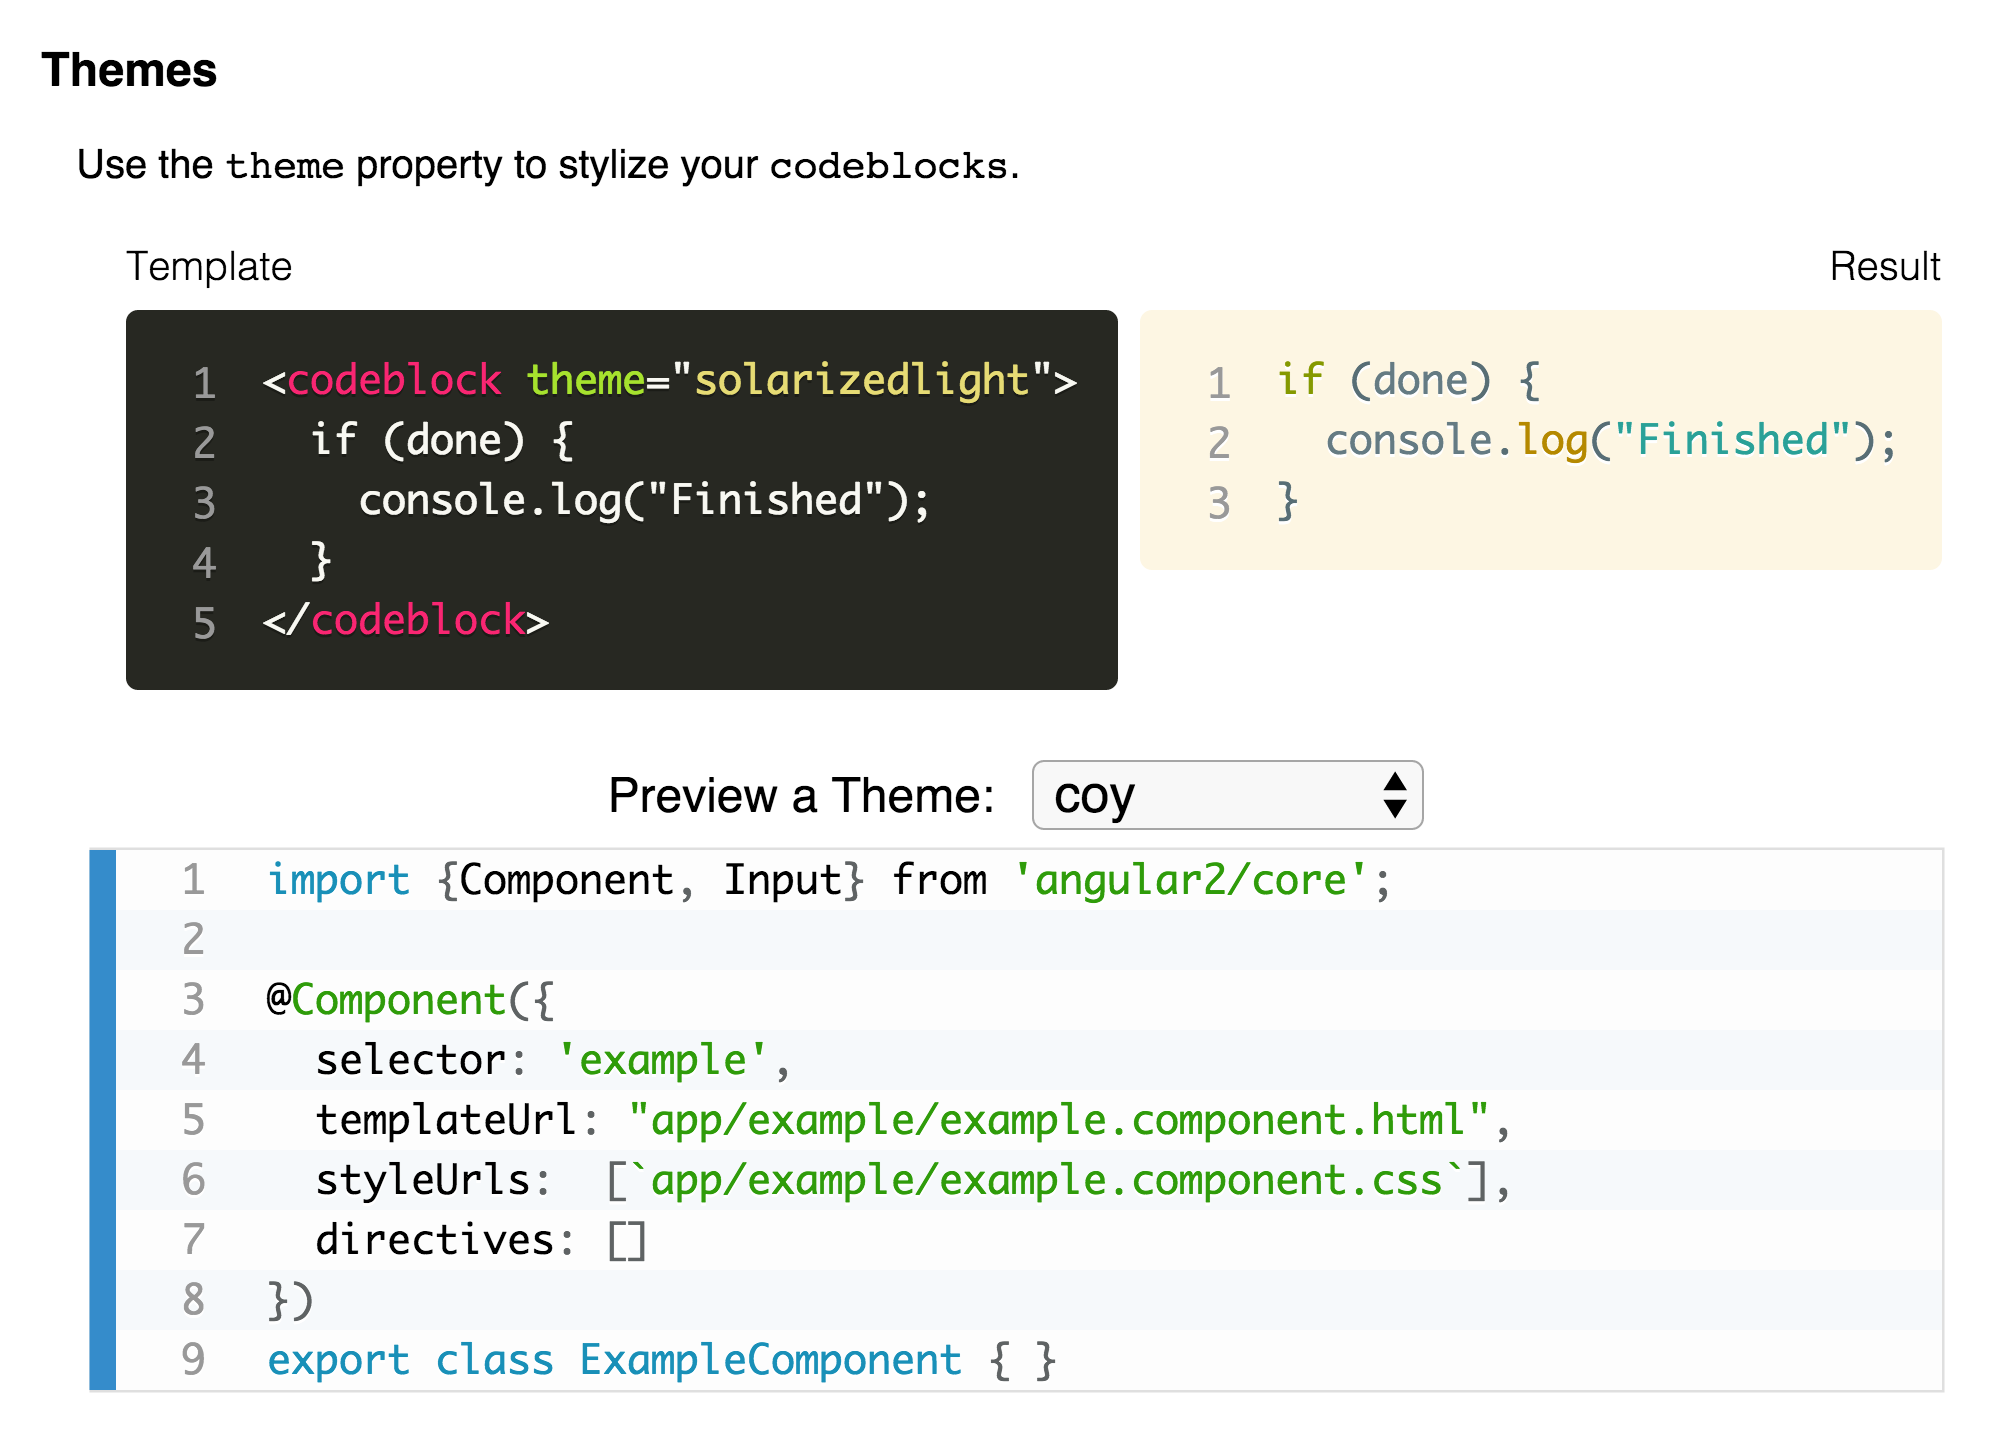 Themes
Use the theme property to stylize your codeblocks.
Template
1 <codeblock theme="solarizedlight">
2   if (done) {
3     console.log("Finished");
4   }
5 </codeblock>
Result
1 if (done) {
2   console.log("Finished");
3 }
Preview a Theme: coy
1 import {Component, Input} from 'angular2/core';
2
3 @Component({
4   selector: 'example',
5   templateUrl: "app/example/example.component.html",
6   styleUrls:  [`app/example/example.component.css`],
7   directives: []
8 })
9 export class ExampleComponent { }